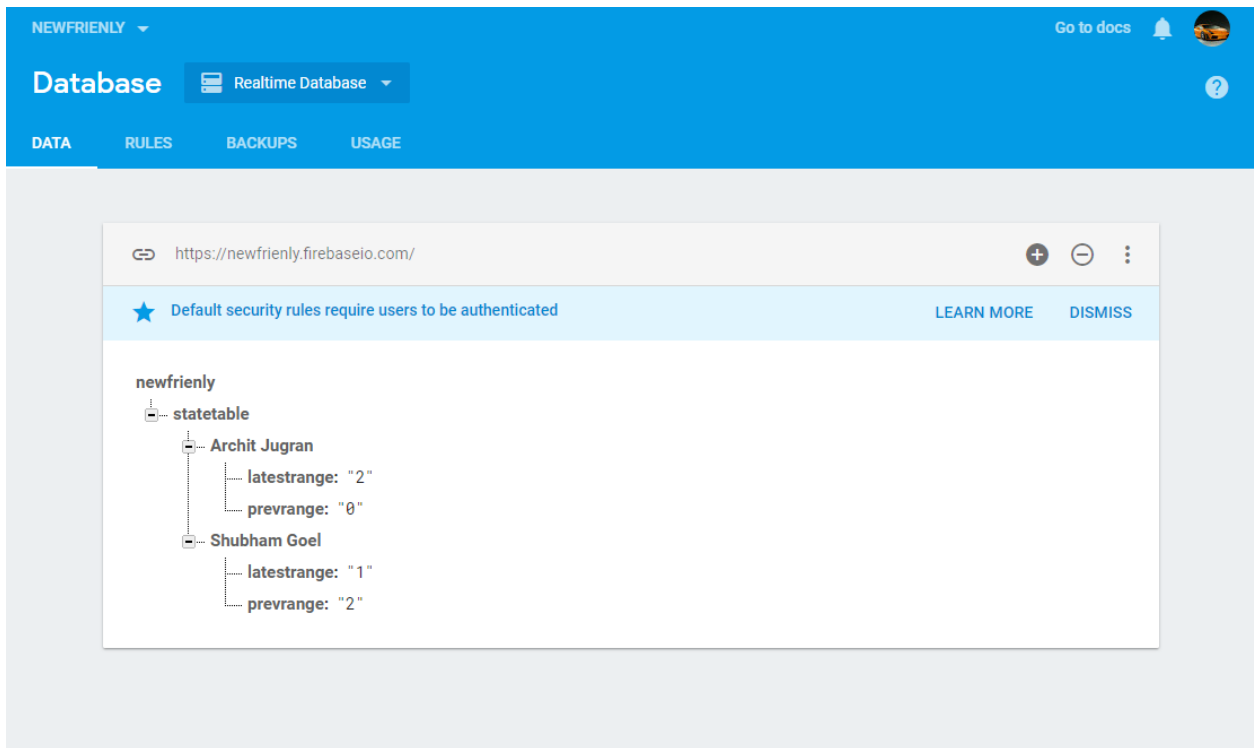 NEWFRIENLY Go to docs
Database Realtime Database ?
DATA RULES BACKUPS USAGE
https://newfrienly.firebaseio.com/
Default security rules require users to be authenticated LEARN MORE DISMISS
newfrienly
statetable
Archit Jugran
latestrange: "2"
prevrange: "0"
Shubham Goel
latestrange: "1"
prevrange: "2"